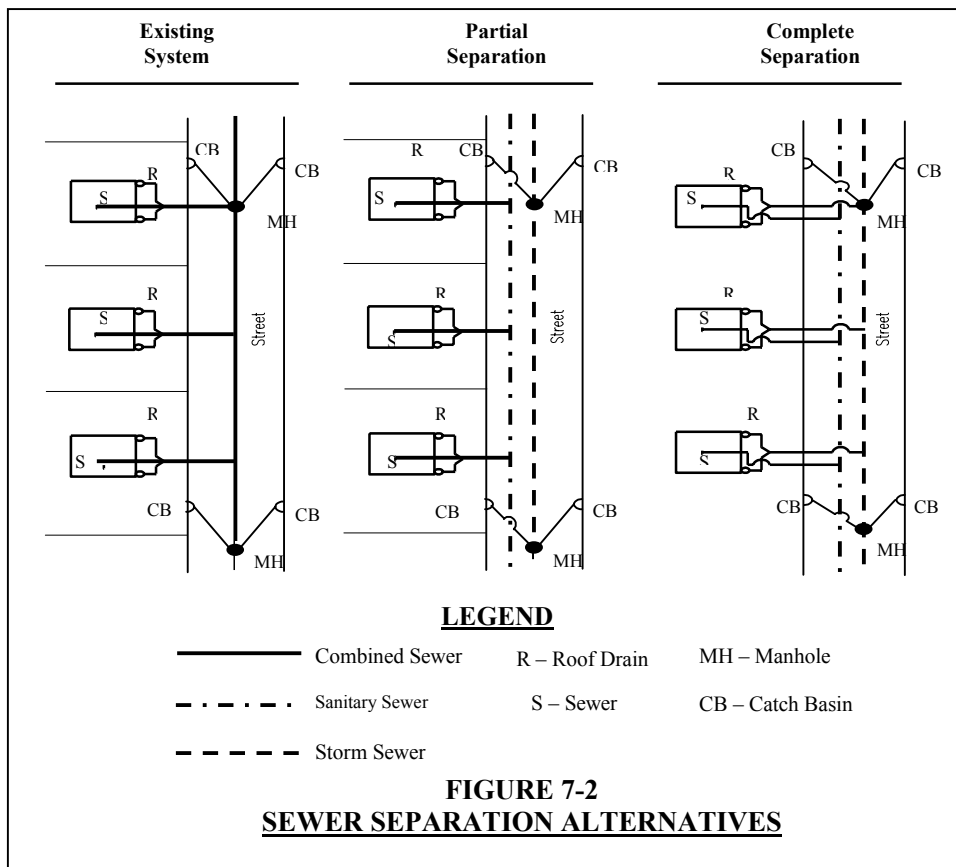 Existing
System
Partial
Separation
Complete
Separation
CB
CB
R
S
MH
R
S
Street
R
S
CB
CB
MH
R
CB
CB
S
MH
R
S
Street
R
S
CB
CB
MH
CB
CB
R
S
MH
R
S
Street
R
S
CB
CB
MH
LEGEND
Combined Sewer
R – Roof Drain
MH – Manhole
Sanitary Sewer
S – Sewer
CB – Catch Basin
Storm Sewer
FIGURE 7-2
SEWER SEPARATION ALTERNATIVES